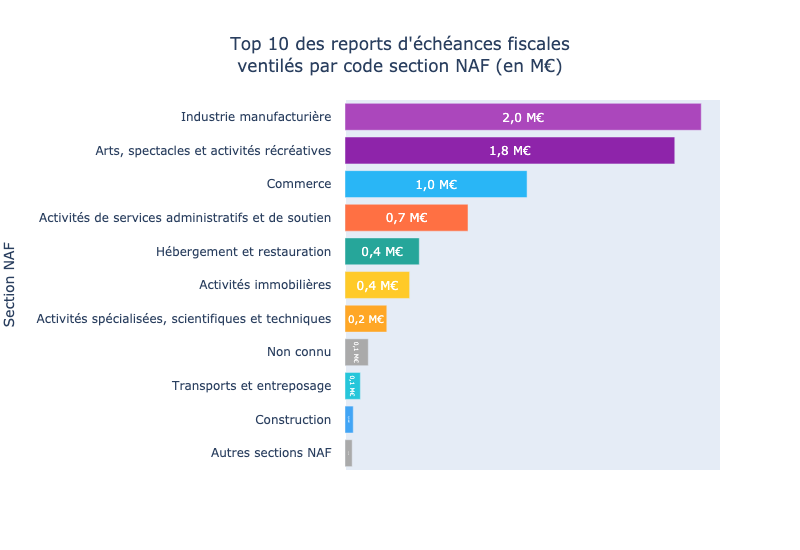 Top 10 des reports d'échéances fiscales
ventilés par code section NAF (en M€)
Section NAF
Industrie manufacturière 2,0 M€
Arts, spectacles et activités récréatives 1,8 M€
Commerce 1,0 M€
Activités de services administratifs et de soutien 0,7 M€
Hébergement et restauration 0,4 M€
Activités immobilières 0,4 M€
Activités spécialisées, scientifiques et techniques 0,2 M€
Non connu 0,1 M€
Transports et entreposage 0,1 M€
Construction
Autres sections NAF